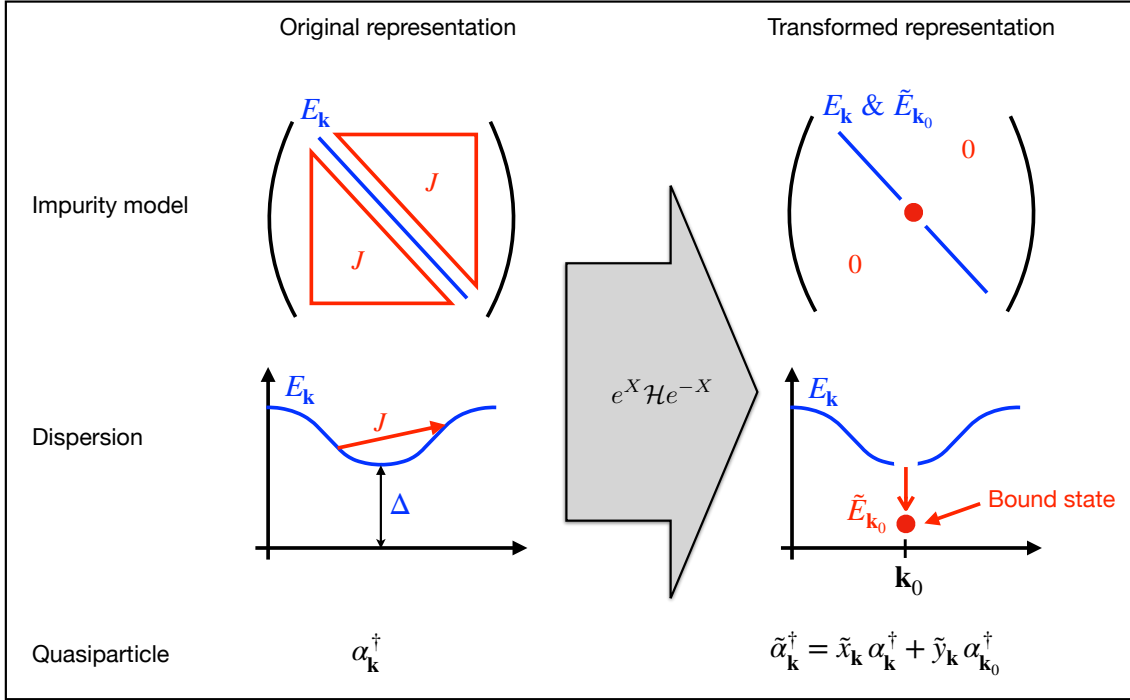 Original representation
Transformed representation
Impurity model
E_𝐤
J
J
E_𝐤 & Ẽ_𝐤₀
0
0
e^X ℋ e^{-X}
Dispersion
E_𝐤
J
Δ
E_𝐤
Ẽ_𝐤₀
Bound state
𝐤₀
Quasiparticle
α_𝐤^†
α̃_𝐤^† = x̃_𝐤 α_𝐤^† + ỹ_𝐤 α_𝐤₀^†